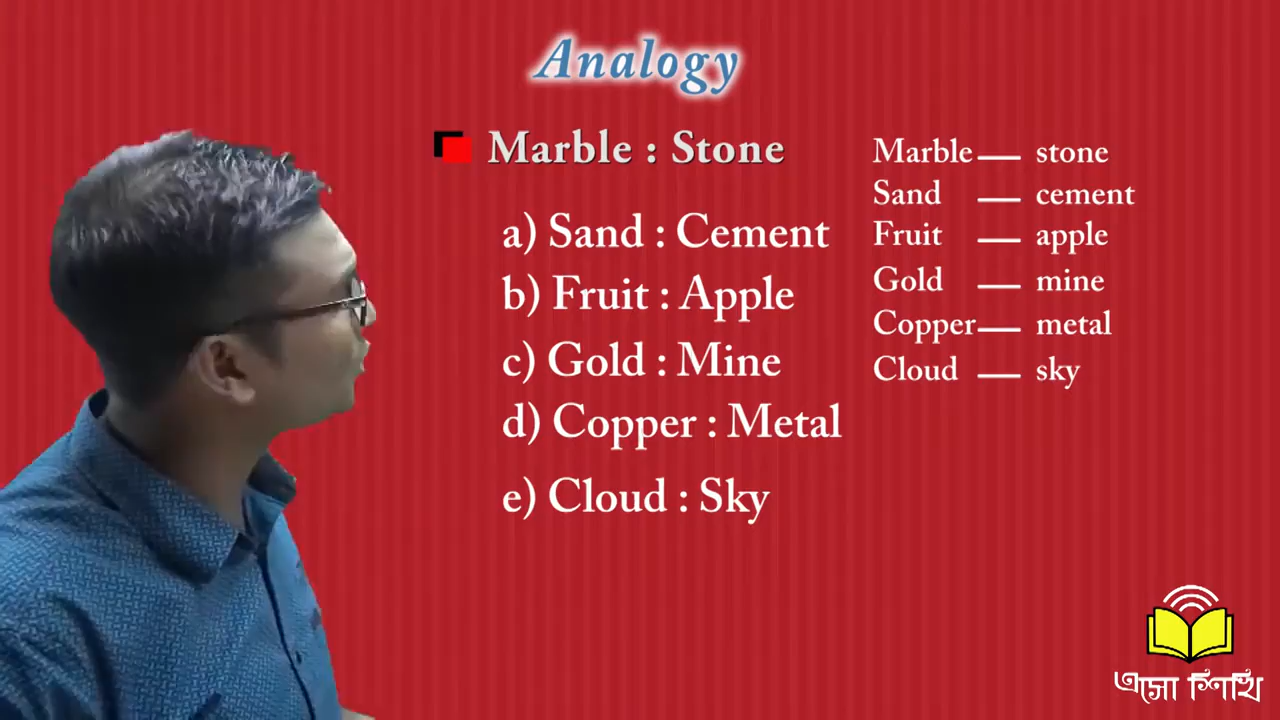 Analogy
Marble : Stone
a) Sand : Cement
b) Fruit : Apple
c) Gold : Mine
d) Copper : Metal
e) Cloud : Sky
Marble — stone
Sand — cement
Fruit — apple
Gold — mine
Copper — metal
Cloud — sky
এসো শিখি